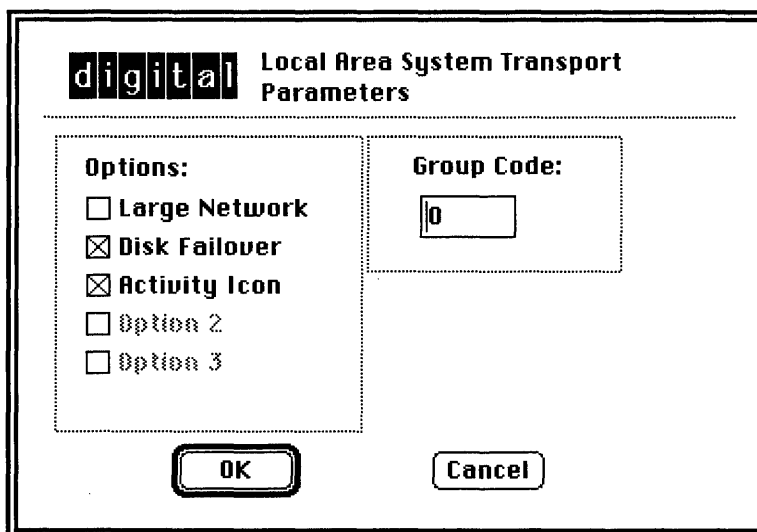 digital
Local Area System Transport
Parameters
Options:
Large Network
Disk Failover
Activity Icon
Option 2
Option 3
Group Code:
0
OK
Cancel